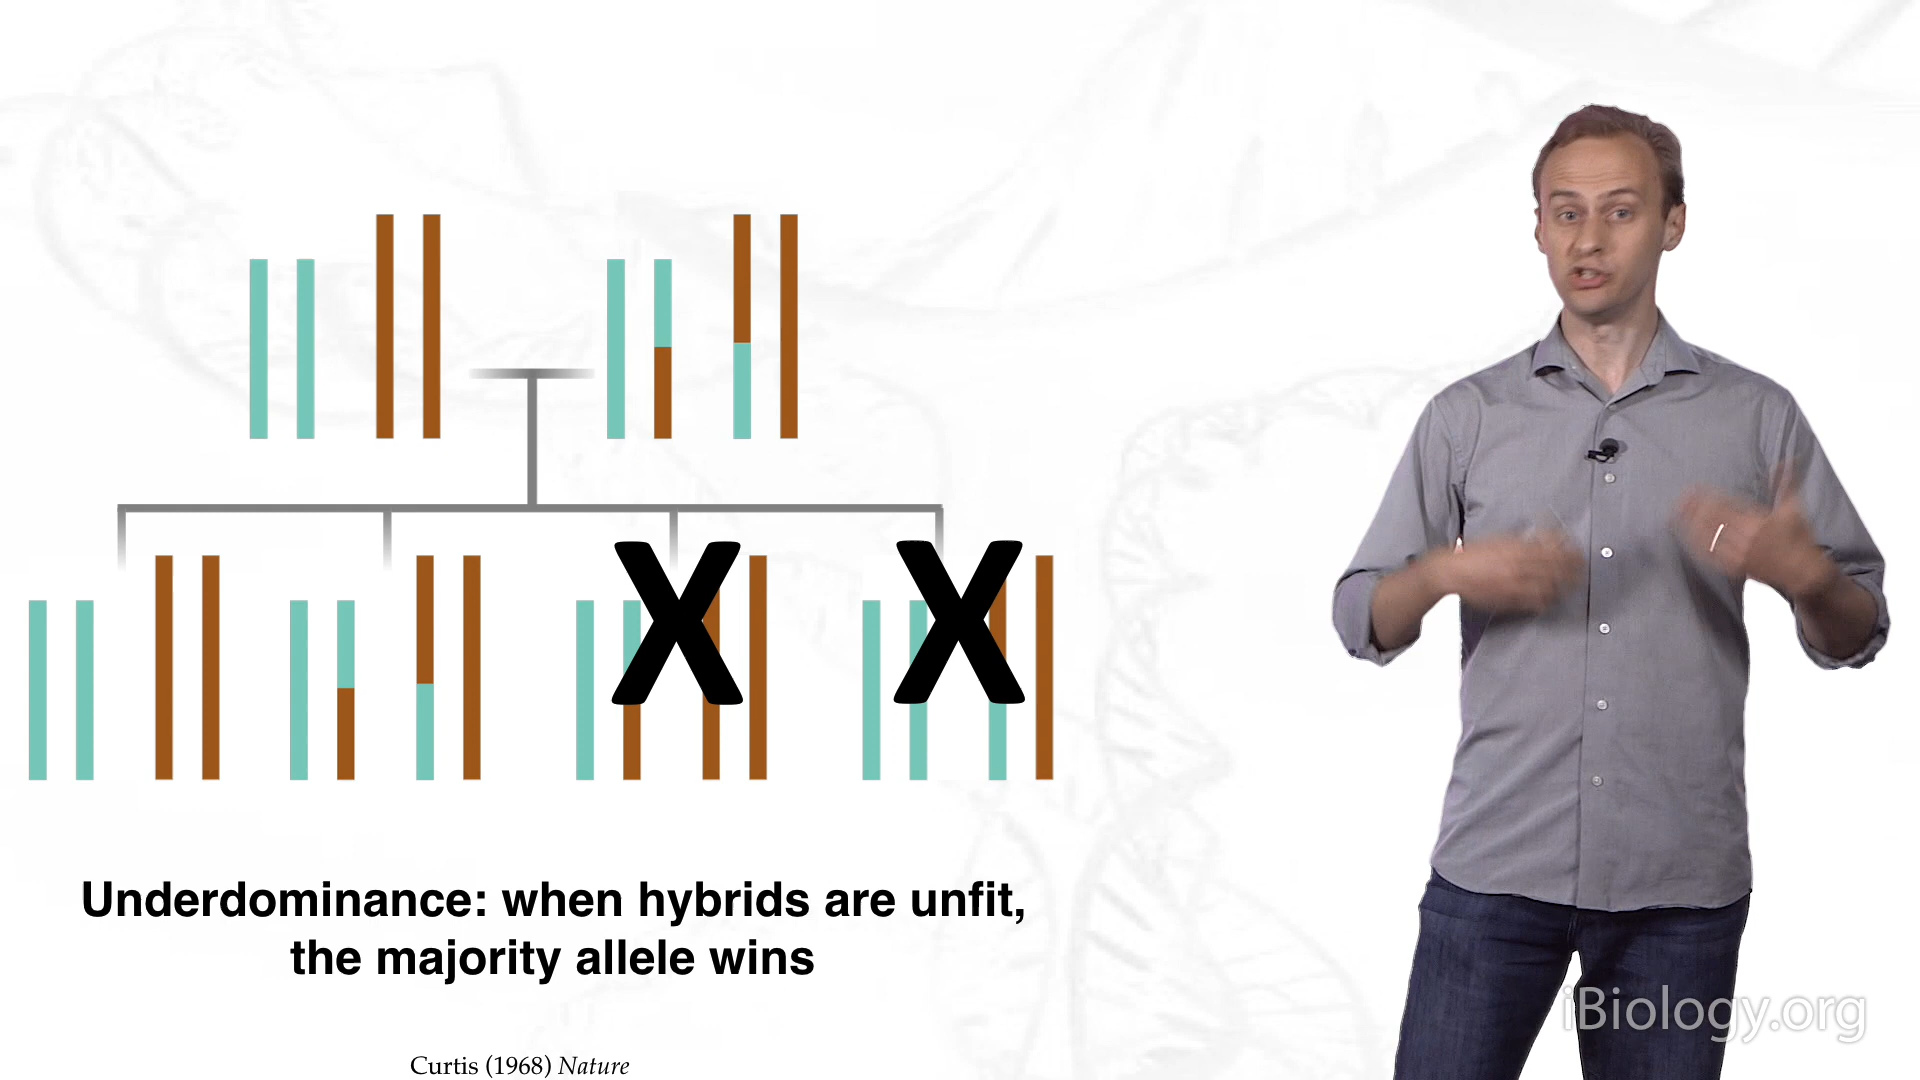 X X
Underdominance: when hybrids are unfit,
the majority allele wins
iBiology.org
Curtis (1968) Nature